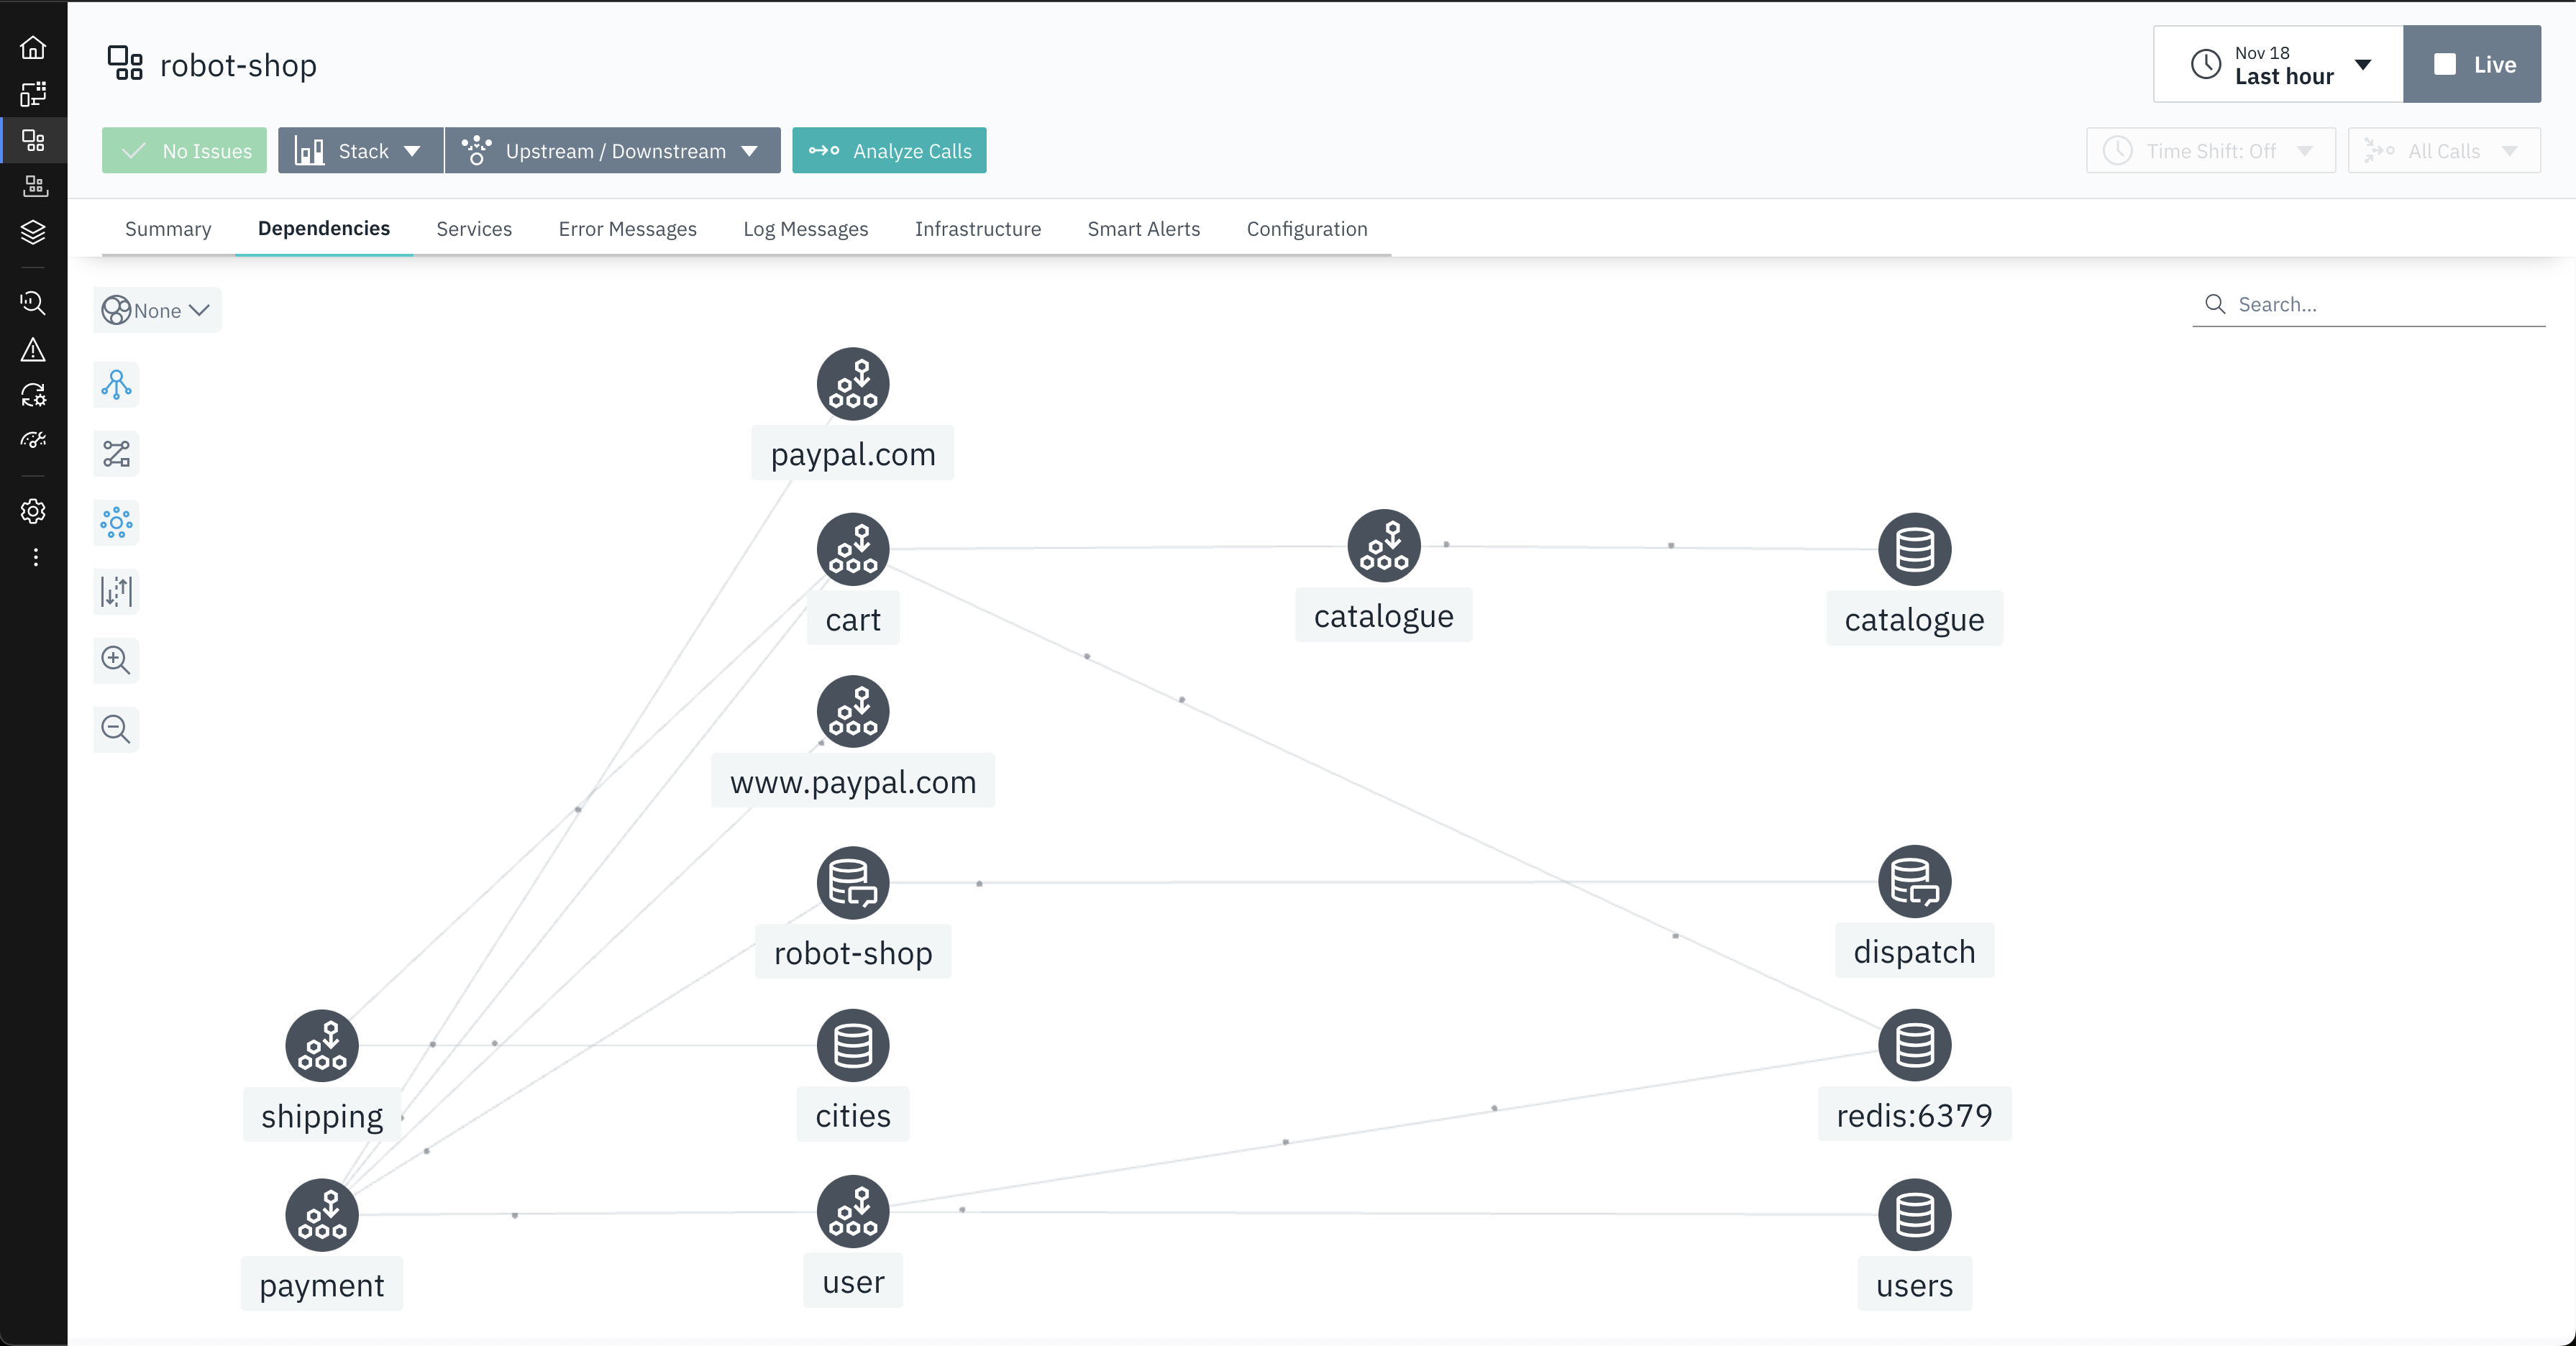 robot-shop
Nov 18
Last hour
Live
No Issues
Stack
Upstream / Downstream
Analyze Calls
Time Shift: Off
All Calls
Summary
Dependencies
Services
Error Messages
Log Messages
Infrastructure
Smart Alerts
Configuration
None
Search...
paypal.com
cart
catalogue
catalogue
www.paypal.com
robot-shop
dispatch
shipping
cities
redis:6379
payment
user
users